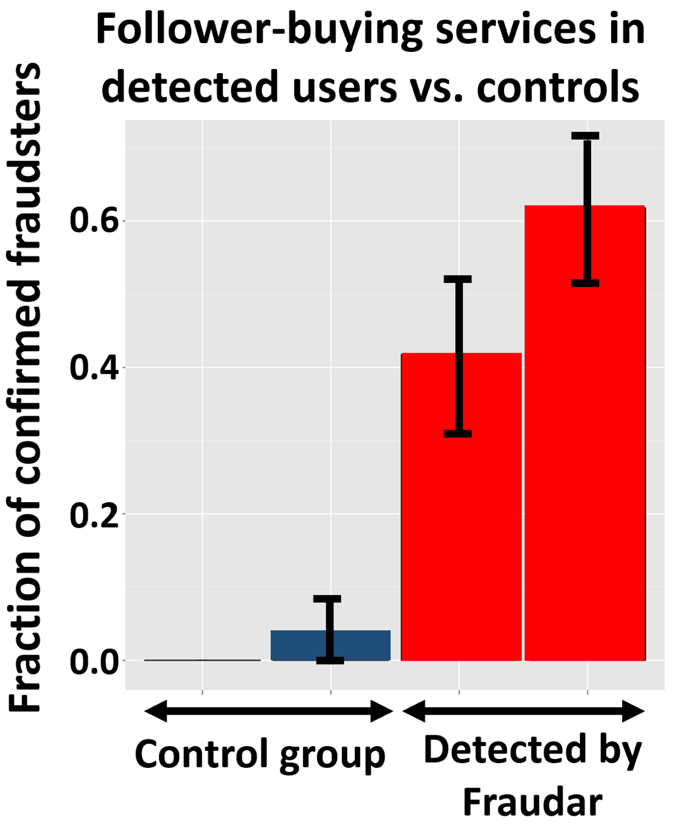 Follower-buying services in
detected users vs. controls
Fraction of confirmed fraudsters
0.6
0.4
0.2
0.0
Control group
Detected by
Fraudar